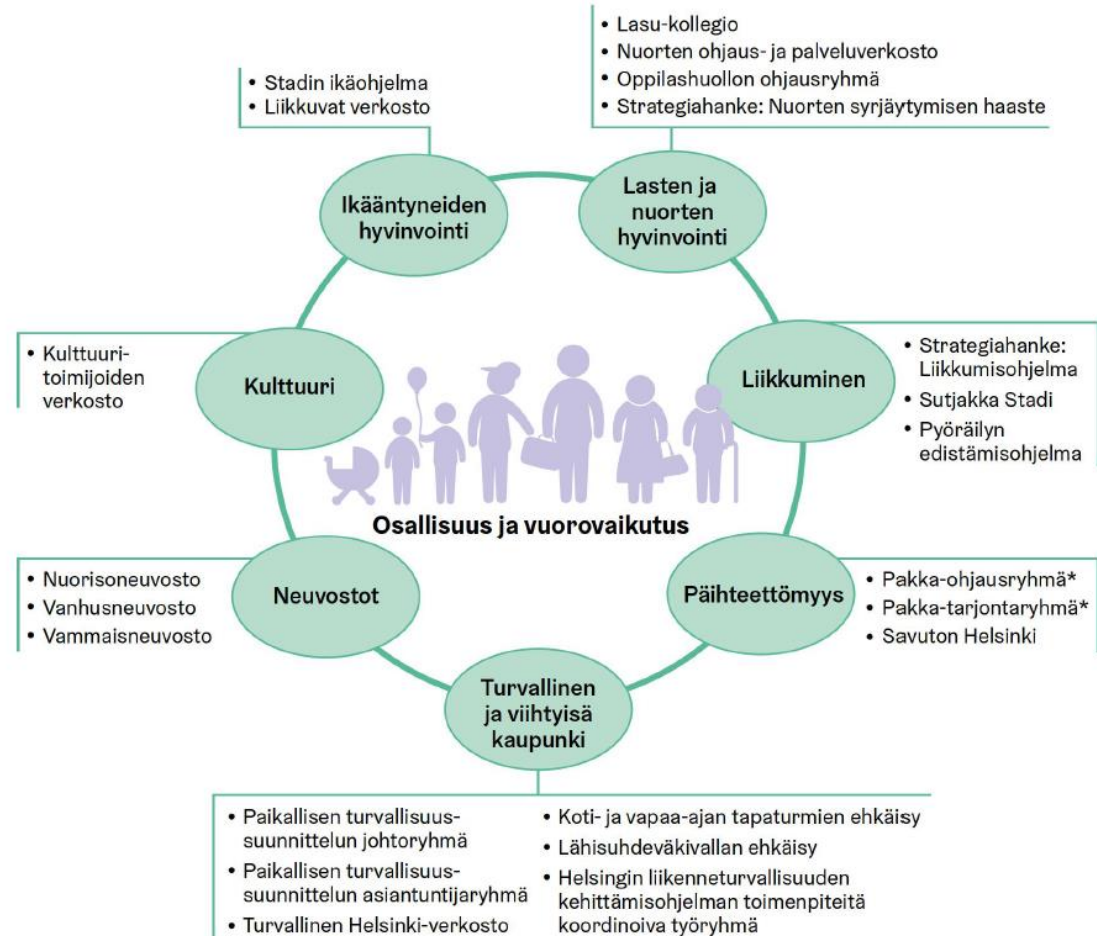 • Lasu-kollegio
• Nuorten ohjaus- ja palveluverkosto
• Oppilashuollon ohjausryhmä
• Strategiahanke: Nuorten syrjäytymisen haaste
• Stadin ikäohjelma
• Liikkuvat verkosto
Ikääntyneiden
hyvinvointi
Lasten ja
nuorten
hyvinvointi
• Kulttuuri-
toimijoiden
verkosto
Kulttuuri
Liikkuminen
• Strategiahanke:
Liikkumisohjelma
• Sutjakka Stadi
• Pyöräilyn
edistämisohjelma
Osallisuus ja vuorovaikutus
• Nuorisoneuvosto
• Vanhusneuvosto
• Vammaisneuvosto
Neuvostot
Päihteettömyys
• Pakka-ohjausryhmä*
• Pakka-tarjontaryhmä*
• Savuton Helsinki
Turvallinen
ja viihtyisä
kaupunki
• Paikallisen turvallisuus-
suunnittelun johtoryhmä
• Paikallisen turvallisuus-
suunnittelun asiantuntijaryhmä
• Turvallinen Helsinki-verkosto
• Koti- ja vapaa-ajan tapaturmien ehkäisy
• Lähisuhdeväkivallan ehkäisy
• Helsingin liikenneturvallisuuden
kehittämisohjelman toimenpiteitä
koordinoiva työryhmä